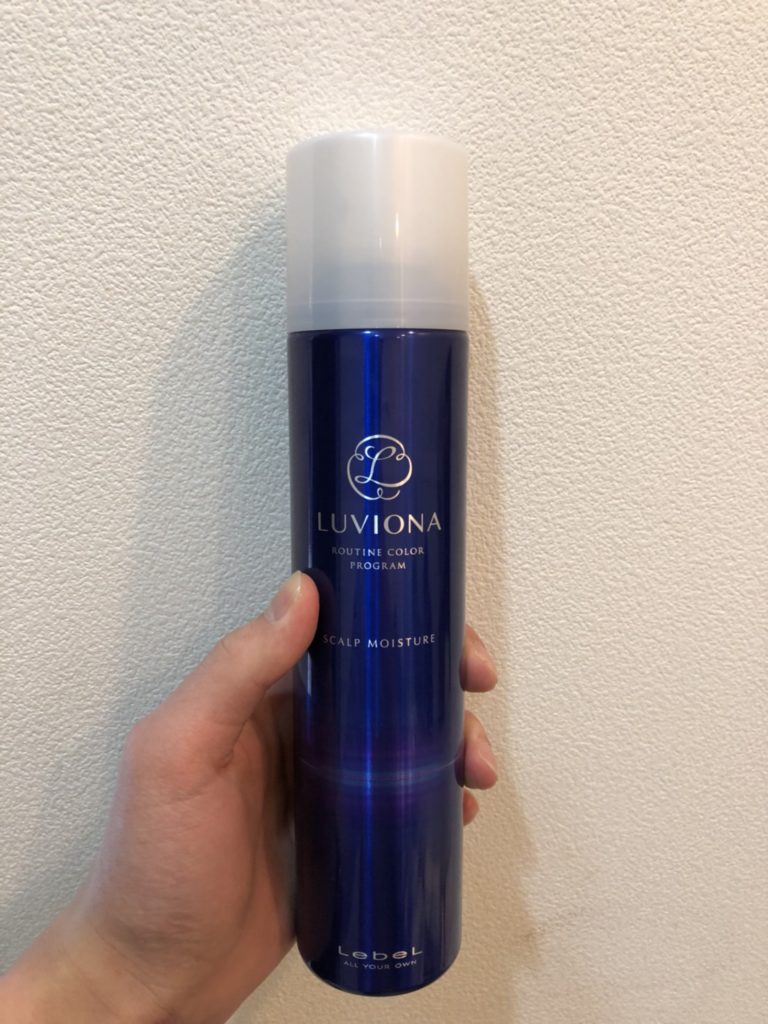 L
LUVIONA
ROUTINE COLOR
PROGRAM
SCALP MOISTURE
LebeL
ALL YOUR OWN